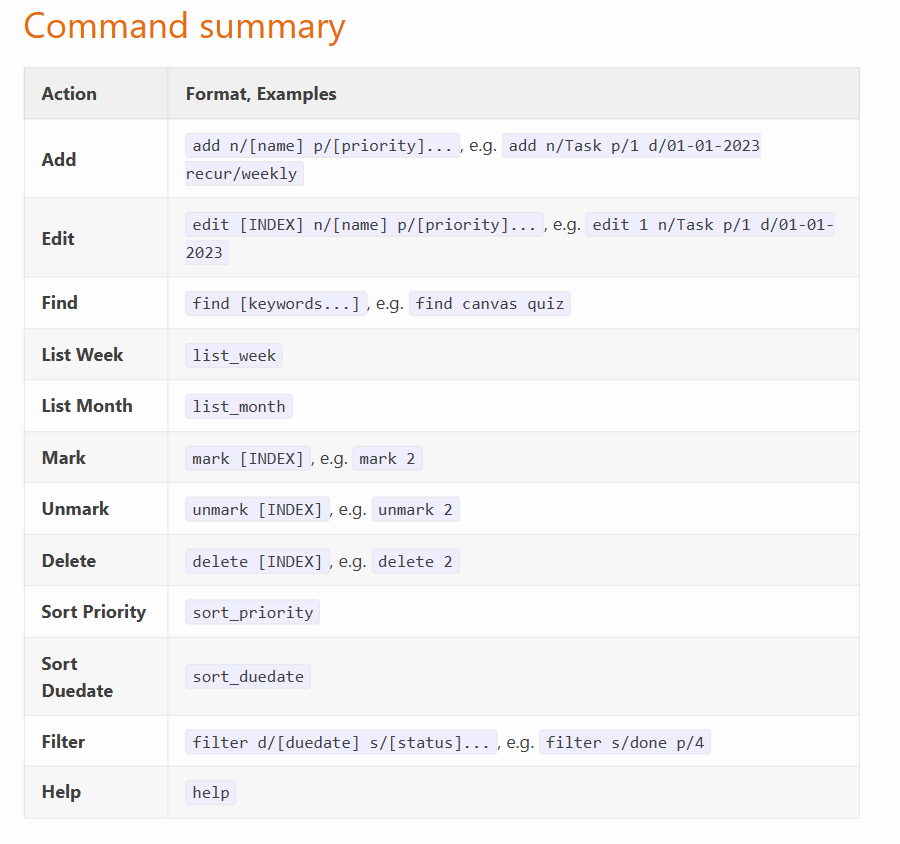 Command summary
Action Format, Examples
Add add n/[name] p/[priority]... , e.g. add n/Task p/1 d/01-01-2023
recur/weekly
Edit edit [INDEX] n/[name] p/[priority]... , e.g. edit 1 n/Task p/1 d/01-01-
2023
Find find [keywords...] , e.g. find canvas quiz
List Week list_week
List Month list_month
Mark mark [INDEX] , e.g. mark 2
Unmark unmark [INDEX] , e.g. unmark 2
Delete delete [INDEX] , e.g. delete 2
Sort Priority sort_priority
Sort
Duedate sort_duedate
Filter filter d/[duedate] s/[status]... , e.g. filter s/done p/4
Help help